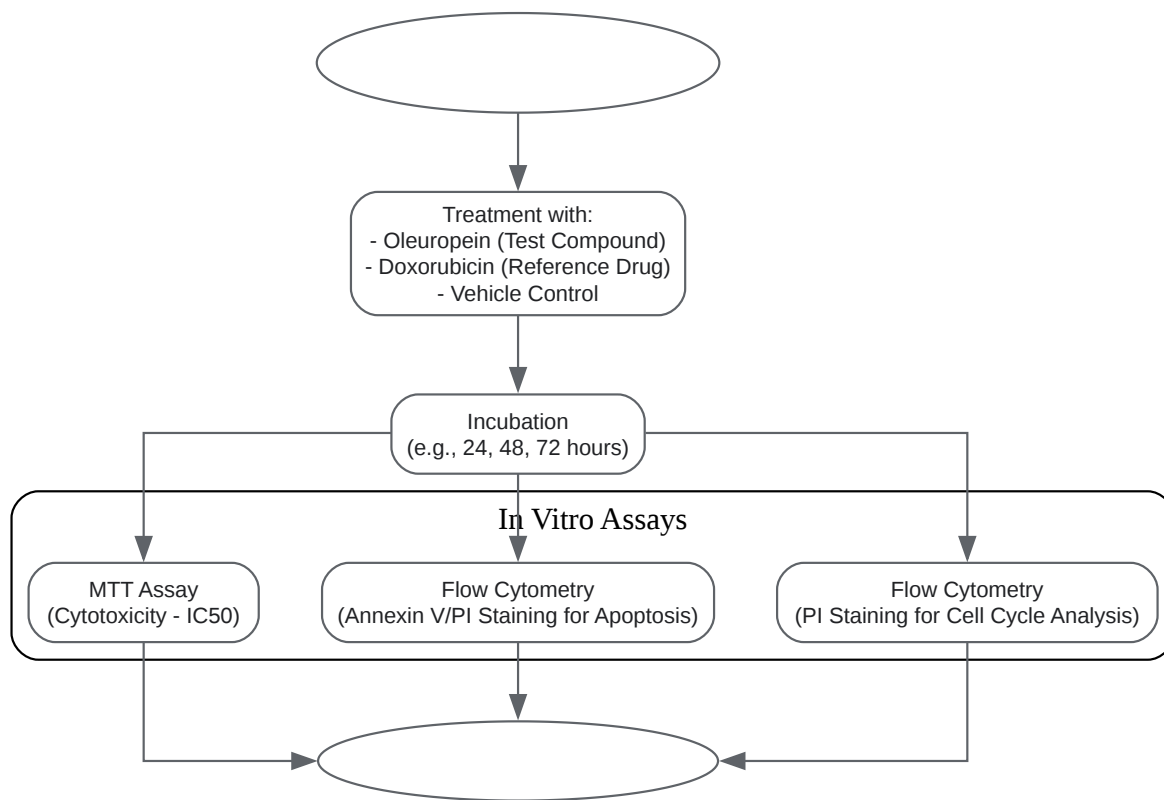 Treatment with:
- Oleuropein (Test Compound)
- Doxorubicin (Reference Drug)
- Vehicle Control
Incubation
(e.g., 24, 48, 72 hours)
In Vitro Assays
MTT Assay
(Cytotoxicity - IC50)
Flow Cytometry
(Annexin V/PI Staining for Apoptosis)
Flow Cytometry
(PI Staining for Cell Cycle Analysis)